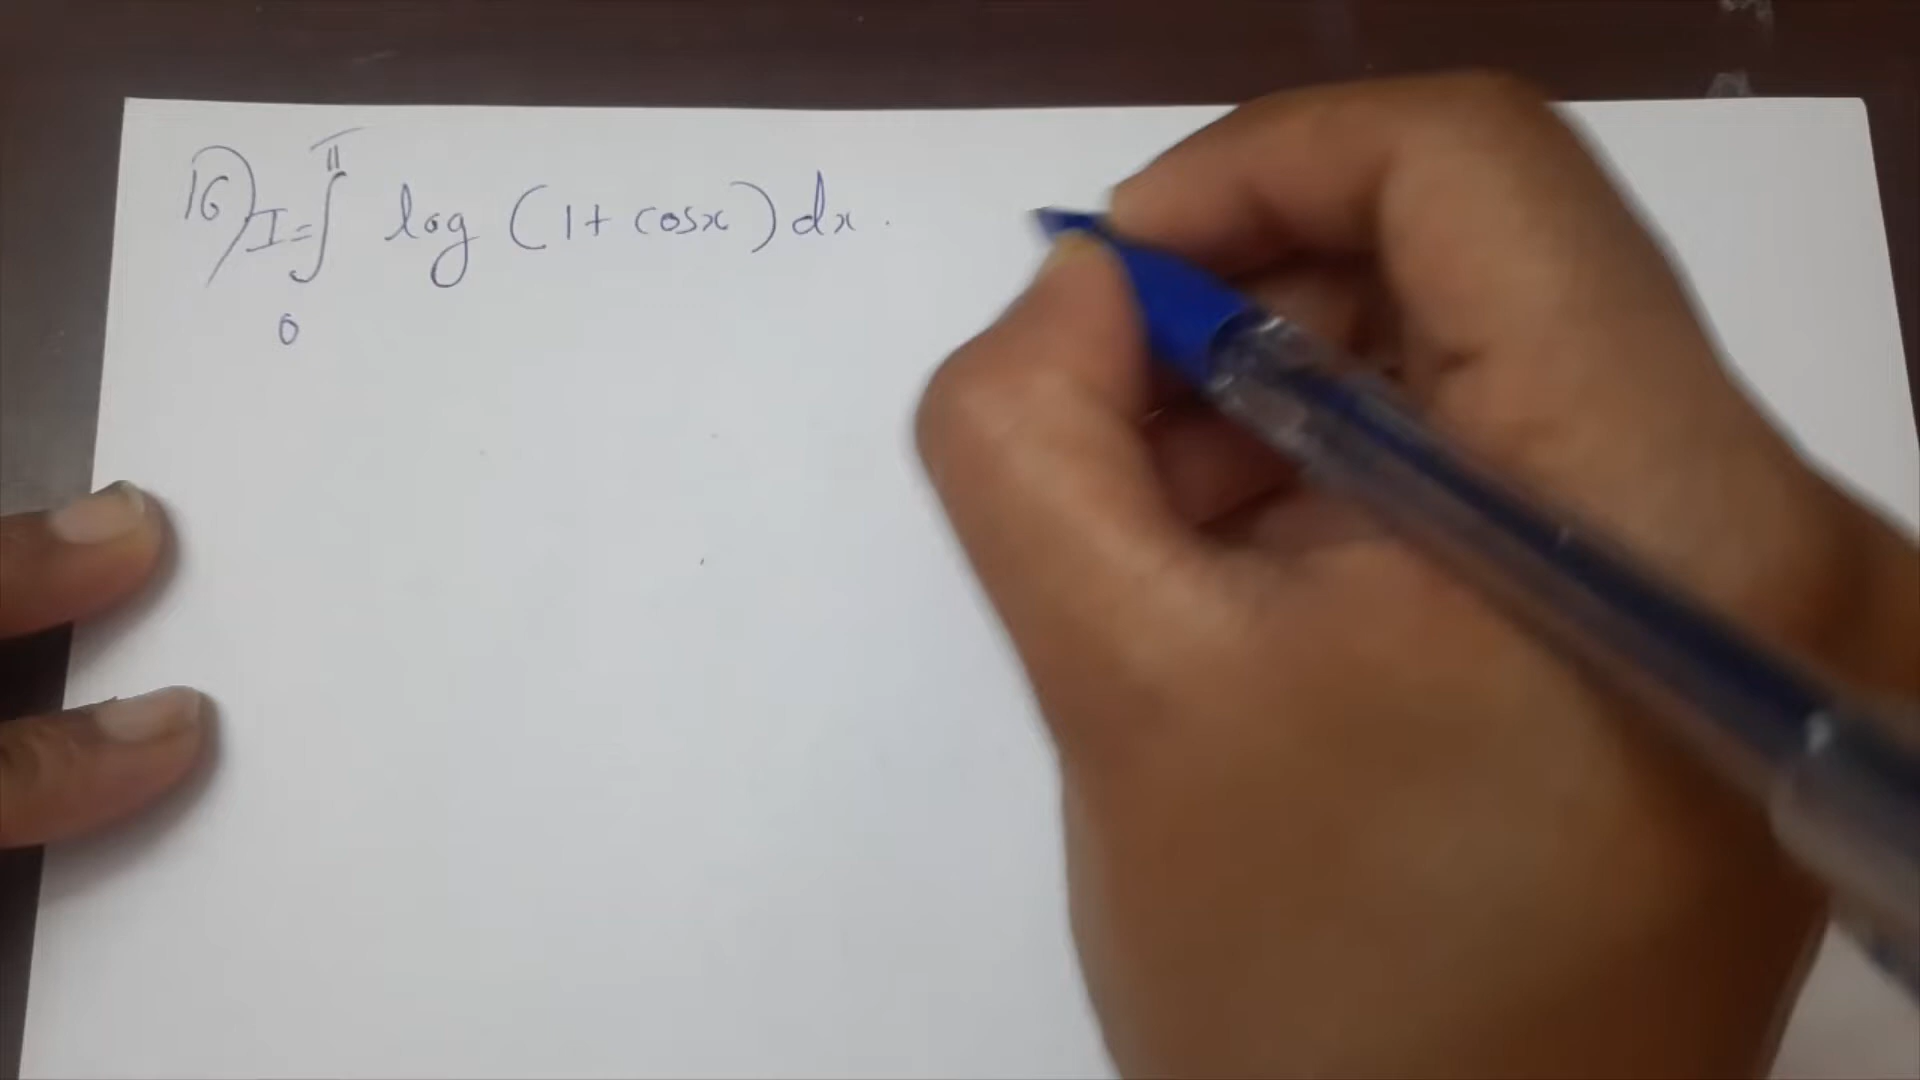 16) I = ∫₀^π log (1 + cosx) dx.